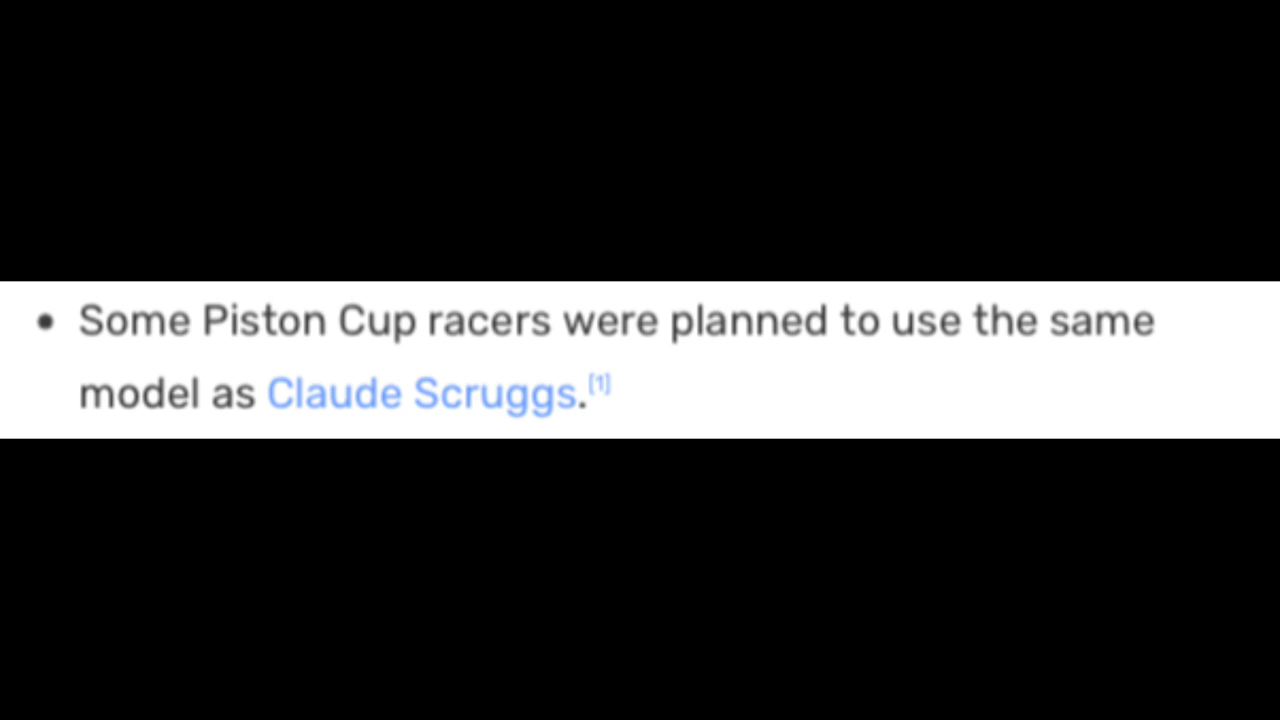 • Some Piston Cup racers were planned to use the same
model as Claude Scruggs.[1]